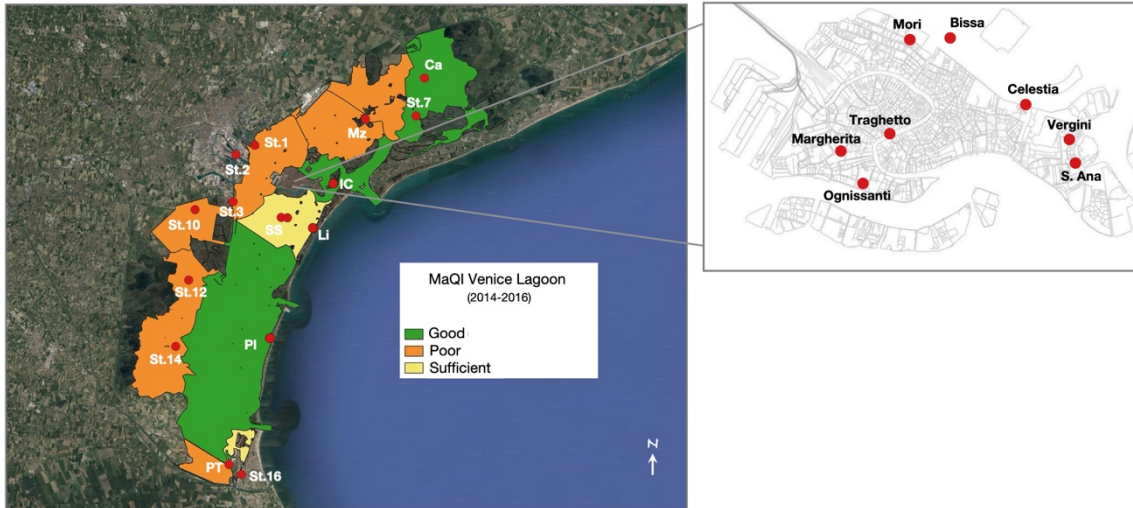 Ca
St.7
Mz
St.1
St.2
IC
St.3
St.10
SS
Li
St.12
St.14
Pl
PT
St.16
MaQI Venice Lagoon
(2014-2016)
Good
Poor
Sufficient
N
Mori
Bissa
Celestia
Traghetto
Vergini
Margherita
S. Ana
Ognissanti